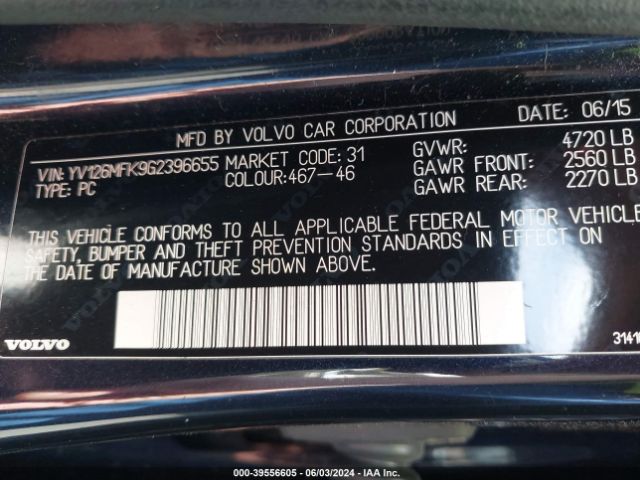 MFD BY VOLVO CAR CORPORATION DATE: 06/15
VIN: YV126MFK9G2396655 MARKET CODE: 31 GVWR: 4720 LB
TYPE: PC COLOUR:467-46 GAWR FRONT: 2560 LB
GAWR REAR: 2270 LB
THIS VEHICLE CONFORMS TO ALL APPLICABLE FEDERAL MOTOR VEHICLE
SAFETY, BUMPER AND THEFT PREVENTION STANDARDS IN EFFECT ON
THE DATE OF MANUFACTURE SHOWN ABOVE.
VOLVO
000-39556605 - 06/03/2024 - IAA Inc.